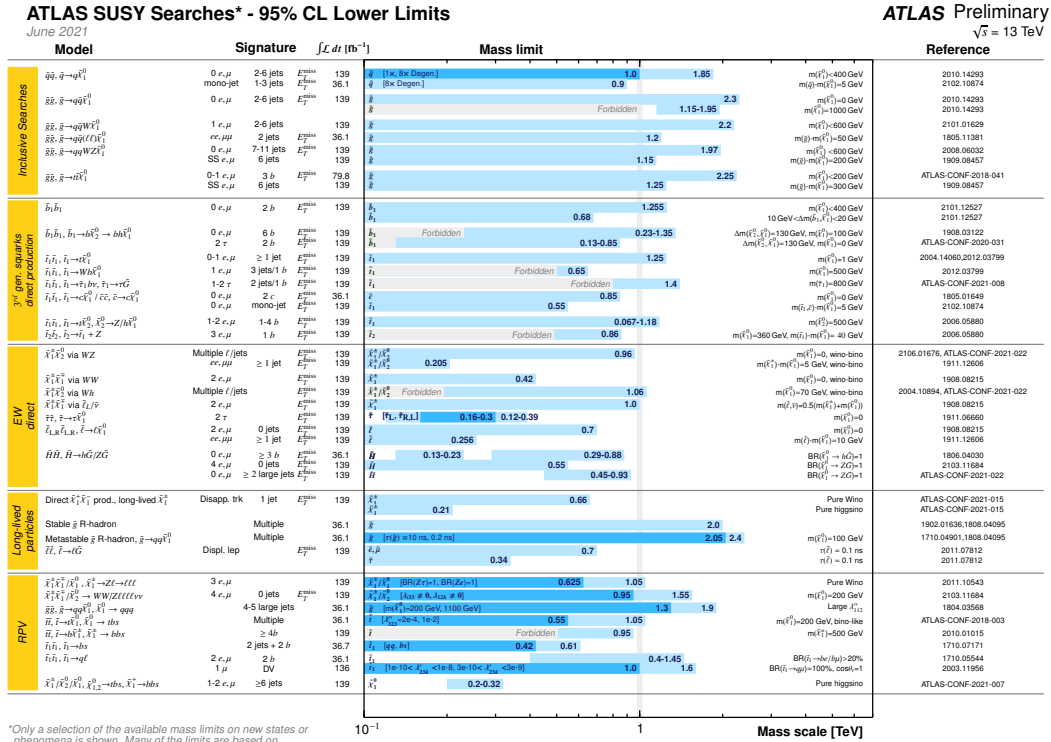 ATLAS SUSY Searches* - 95% CL Lower Limits
June 2021
ATLAS Preliminary
√s = 13 TeV
Model Signature ∫L dt [fb⁻¹] Mass limit Reference
Inclusive Searches
q̃q̃, q̃→qχ̃₁⁰ 0 e,μ 2-6 jets E_T^miss 139 q̃ [1×, 8× Degen.] 1.0 1.85 m(χ̃₁⁰)<400 GeV 2010.14293
mono-jet 1-3 jets E_T^miss 36.1 q̃ [8× Degen.] 0.9 m(q̃)-m(χ̃₁⁰)=5 GeV 2102.10874
g̃g̃, g̃→qq̄χ̃₁⁰ 0 e,μ 2-6 jets E_T^miss 139 g̃ 2.3 m(χ̃₁⁰)=0 GeV 2010.14293
g̃ Forbidden 1.15-1.95 m(χ̃₁⁰)=1000 GeV 2010.14293
g̃g̃, g̃→qq̄Wχ̃₁⁰ 1 e,μ 2-6 jets 139 g̃ 2.2 m(χ̃₁⁰)<600 GeV 2101.01629
g̃g̃, g̃→qq̄(ℓℓ)χ̃₁⁰ ee,μμ 2 jets E_T^miss 36.1 g̃ 1.2 m(g̃)-m(χ̃₁⁰)=50 GeV 1805.11381
g̃g̃, g̃→qqWZχ̃₁⁰ 0 e,μ 7-11 jets E_T^miss 139 g̃ 1.97 m(χ̃₁⁰) <600 GeV 2008.06032
SS e,μ 6 jets 139 g̃ 1.15 m(g̃)-m(χ̃₁⁰)=200 GeV 1909.08457
g̃g̃, g̃→tt̄χ̃₁⁰ 0-1 e,μ 3 b E_T^miss 79.8 g̃ 2.25 m(χ̃₁⁰)<200 GeV ATLAS-CONF-2018-041
SS e,μ 6 jets 139 g̃ 1.25 m(g̃)-m(χ̃₁⁰)=300 GeV 1909.08457
3rd gen. squarks
direct production
b̃₁b̃₁ 0 e,μ 2 b E_T^miss 139 b̃₁ 1.255 m(χ̃₁⁰)<400 GeV 2101.12527
b̃₁ 0.68 10 GeV<Δm(b̃₁,χ̃₁⁰)<20 GeV 2101.12527
b̃₁b̃₁, b̃₁→bχ̃₂⁰ → bhχ̃₁⁰ 0 e,μ 6 b E_T^miss 139 b̃₁ Forbidden 0.23-1.35 Δm(χ̃₂⁰,χ̃₁⁰)=130 GeV, m(χ̃₁⁰)=100 GeV 1908.03122
2 τ 2 b E_T^miss 139 b̃₁ 0.13-0.85 Δm(χ̃₂⁰,χ̃₁⁰)=130 GeV, m(χ̃₁⁰)=0 GeV ATLAS-CONF-2020-031
t̃₁t̃₁, t̃₁→tχ̃₁⁰ 0-1 e,μ ≥ 1 jet E_T^miss 139 t̃₁ 1.25 m(χ̃₁⁰)=1 GeV 2004.14060,2012.03799
t̃₁t̃₁, t̃₁→Wbχ̃₁⁰ 1 e,μ 3 jets/1 b E_T^miss 139 t̃₁ Forbidden 0.65 m(χ̃₁⁰)=500 GeV 2012.03799
t̃₁t̃₁, t̃₁→τ̃₁bν, τ̃₁→τG̃ 1-2 τ 2 jets/1 b E_T^miss 139 t̃₁ Forbidden 1.4 m(τ̃₁)=800 GeV ATLAS-CONF-2021-008
t̃₁t̃₁, t̃₁→cχ̃₁⁰ / c̃c̃, c̃→cχ̃₁⁰ 0 e,μ 2 c E_T^miss 36.1 c̃ 0.85 m(χ̃₁⁰)=0 GeV 1805.01649
0 e,μ mono-jet E_T^miss 139 t̃₁ 0.55 m(t̃₁,c̃)-m(χ̃₁⁰)=5 GeV 2102.10874
t̃₁t̃₁, t̃₁→tχ̃₂⁰, χ̃₂⁰→Z/hχ̃₁⁰ 1-2 e,μ 1-4 b E_T^miss 139 t̃₁ 0.067-1.18 m(χ̃₂⁰)=500 GeV 2006.05880
t̃₂t̃₂, t̃₂→t̃₁ + Z 3 e,μ 1 b E_T^miss 139 t̃₂ Forbidden 0.86 m(χ̃₁⁰)=360 GeV, m(t̃₁)-m(χ̃₁⁰)= 40 GeV 2006.05880
EW
direct
χ̃₁±χ̃₂⁰ via WZ Multiple ℓ/jets E_T^miss 139 χ̃₁±/χ̃₂⁰ 0.96 m(χ̃₁⁰)=0, wino-bino 2106.01676, ATLAS-CONF-2021-022
ee,μμ ≥ 1 jet E_T^miss 139 χ̃₁±/χ̃₂⁰ 0.205 m(χ̃₁±)-m(χ̃₁⁰)=5 GeV, wino-bino 1911.12606
χ̃₁±χ̃₁∓ via WW 2 e,μ E_T^miss 139 χ̃₁± 0.42 m(χ̃₁⁰)=0, wino-bino 1908.08215
χ̃₁±χ̃₂⁰ via Wh Multiple ℓ/jets E_T^miss 139 χ̃₁±/χ̃₂⁰ Forbidden 1.06 m(χ̃₁⁰)=70 GeV, wino-bino 2004.10894, ATLAS-CONF-2021-022
χ̃₁±χ̃₁∓ via ℓ̃_L/ν̃ 2 e,μ E_T^miss 139 χ̃₁± 1.0 m(ℓ̃,ν̃)=0.5(m(χ̃₁±)+m(χ̃₁⁰)) 1908.08215
τ̃τ̃, τ̃→τχ̃₁⁰ 2 τ E_T^miss 139 τ̃ [τ̃_L, τ̃_R,L] 0.16-0.3 0.12-0.39 m(χ̃₁⁰)=0 1911.06660
ℓ̃_L,R ℓ̃_L,R, ℓ̃→ℓχ̃₁⁰ 2 e,μ 0 jets E_T^miss 139 ℓ̃ 0.7 m(χ̃₁⁰)=0 1908.08215
ee,μμ ≥ 1 jet E_T^miss 139 ℓ̃ 0.256 m(ℓ̃)-m(χ̃₁⁰)=10 GeV 1911.12606
H̃H̃, H̃→hG̃/ZG̃ 0 e,μ ≥ 3 b E_T^miss 36.1 H̃ 0.13-0.23 0.29-0.88 BR(χ̃₁⁰ → hG̃)=1 1806.04030
4 e,μ 0 jets E_T^miss 139 H̃ 0.55 BR(χ̃₁⁰ → ZG̃)=1 2103.11684
0 e,μ ≥ 2 large jets E_T^miss 139 H̃ 0.45-0.93 BR(χ̃₁⁰ → ZG̃)=1 ATLAS-CONF-2021-022
Long-lived
particles
Direct χ̃₁⁺χ̃₁⁻ prod., long-lived χ̃₁± Disapp. trk 1 jet E_T^miss 139 χ̃₁± 0.66 Pure Wino ATLAS-CONF-2021-015
χ̃₁± 0.21 Pure higgsino ATLAS-CONF-2021-015
Stable g̃ R-hadron Multiple 36.1 g̃ 2.0 1902.01636,1808.04095
Metastable g̃ R-hadron, g̃→qqχ̃₁⁰ Multiple 36.1 g̃ [τ(g̃) =10 ns, 0.2 ns] 2.05 2.4 m(χ̃₁⁰)=100 GeV 1710.04901,1808.04095
ℓ̃ℓ̃, ℓ̃→ℓG̃ Displ. lep E_T^miss 139 ẽ, μ̃ 0.7 τ(ℓ̃) = 0.1 ns 2011.07812
τ̃ 0.34 τ(ℓ̃) = 0.1 ns 2011.07812
RPV
χ̃₁±χ̃₁∓/χ̃₁⁰, χ̃₁±→Zℓ→ℓℓℓ 3 e,μ 139 χ̃₁∓/χ̃₁⁰ [BR(Zτ)=1, BR(Ze)=1] 0.625 1.05 Pure Wino 2011.10543
χ̃₁±χ̃₁∓/χ̃₂⁰ → WW/Zℓℓℓℓνν 4 e,μ 0 jets E_T^miss 139 χ̃₁±/χ̃₂⁰ [λ_i33 ≠ 0, λ_12k ≠ 0] 0.95 1.55 m(χ̃₁⁰)=200 GeV 2103.11684
g̃g̃, g̃→qqχ̃₁⁰, χ̃₁⁰ → qqq 4-5 large jets 36.1 g̃ [m(χ̃₁⁰)=200 GeV, 1100 GeV] 1.3 1.9 Large λ″₁₁₂ 1804.03568
t̃t̃, t̃→tχ̃₁⁰, χ̃₁⁰ → tbs Multiple 36.1 t̃ [λ″₃₂₃=2e-4, 1e-2] 0.55 1.05 m(χ̃₁⁰)=200 GeV, bino-like ATLAS-CONF-2018-003
t̃t̃, t̃→bχ̃₁±, χ̃₁± → bbs ≥ 4b 139 t̃ Forbidden 0.95 m(χ̃₁±)=500 GeV 2010.01015
t̃₁t̃₁, t̃₁→bs 2 jets + 2 b 36.7 t̃₁ [qq, bs] 0.42 0.61 1710.07171
t̃₁t̃₁, t̃₁→qℓ 2 e,μ 2 b 36.1 t̃₁ 0.4-1.45 BR(t̃₁→be/bμ)>20% 1710.05544
1 μ DV 136 t̃₁ [1e-10< λ′₂₃ₖ <1e-8, 3e-10< λ′₂₃ₖ <3e-9] 1.0 1.6 BR(t̃₁→qμ)=100%, cosθₜ=1 2003.11956
χ̃₁±/χ̃₂⁰/χ̃₁⁰, χ̃₁,₂⁰→tbs, χ̃₁⁺→bbs 1-2 e,μ ≥6 jets 139 χ̃₁⁰ 0.2-0.32 Pure higgsino ATLAS-CONF-2021-007
10⁻¹ 1 Mass scale [TeV]
*Only a selection of the available mass limits on new states or
phenomena is shown. Many of the limits are based on